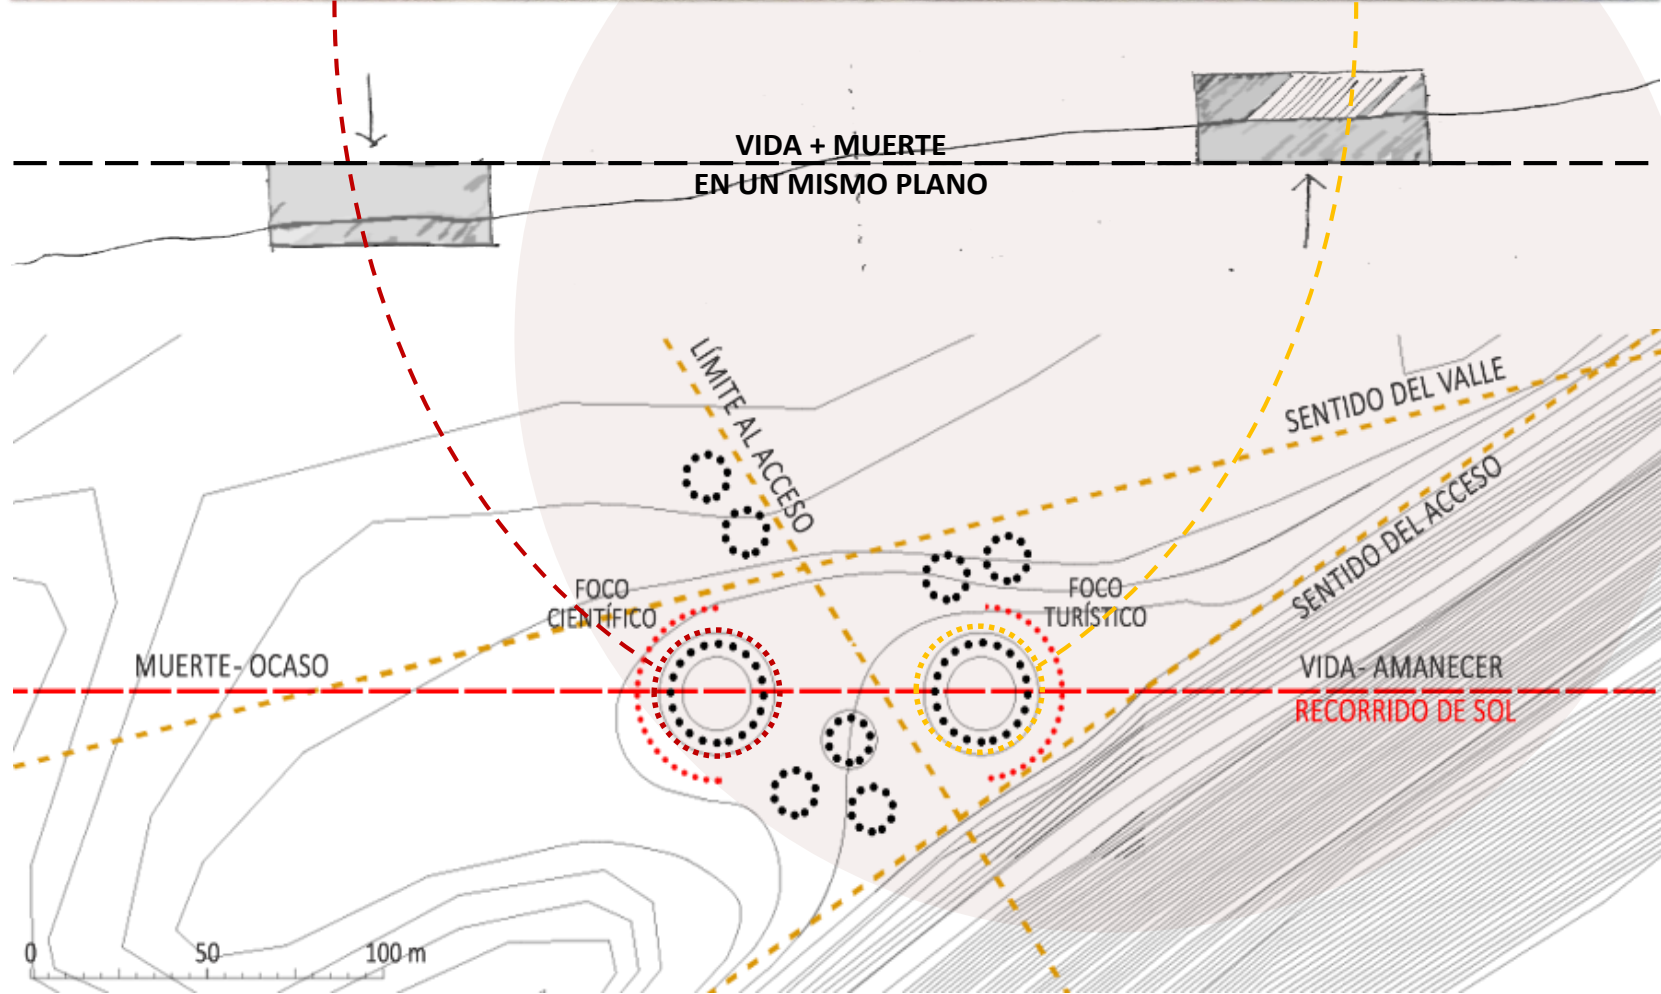 VIDA + MUERTE
EN UN MISMO PLANO
LÍMITE AL ACCESO
SENTIDO DEL VALLE
SENTIDO DEL ACCESO
FOCO
CIENTÍFICO
FOCO
TURÍSTICO
MUERTE- OCASO
VIDA- AMANECER
RECORRIDO DE SOL
0 50 100 m